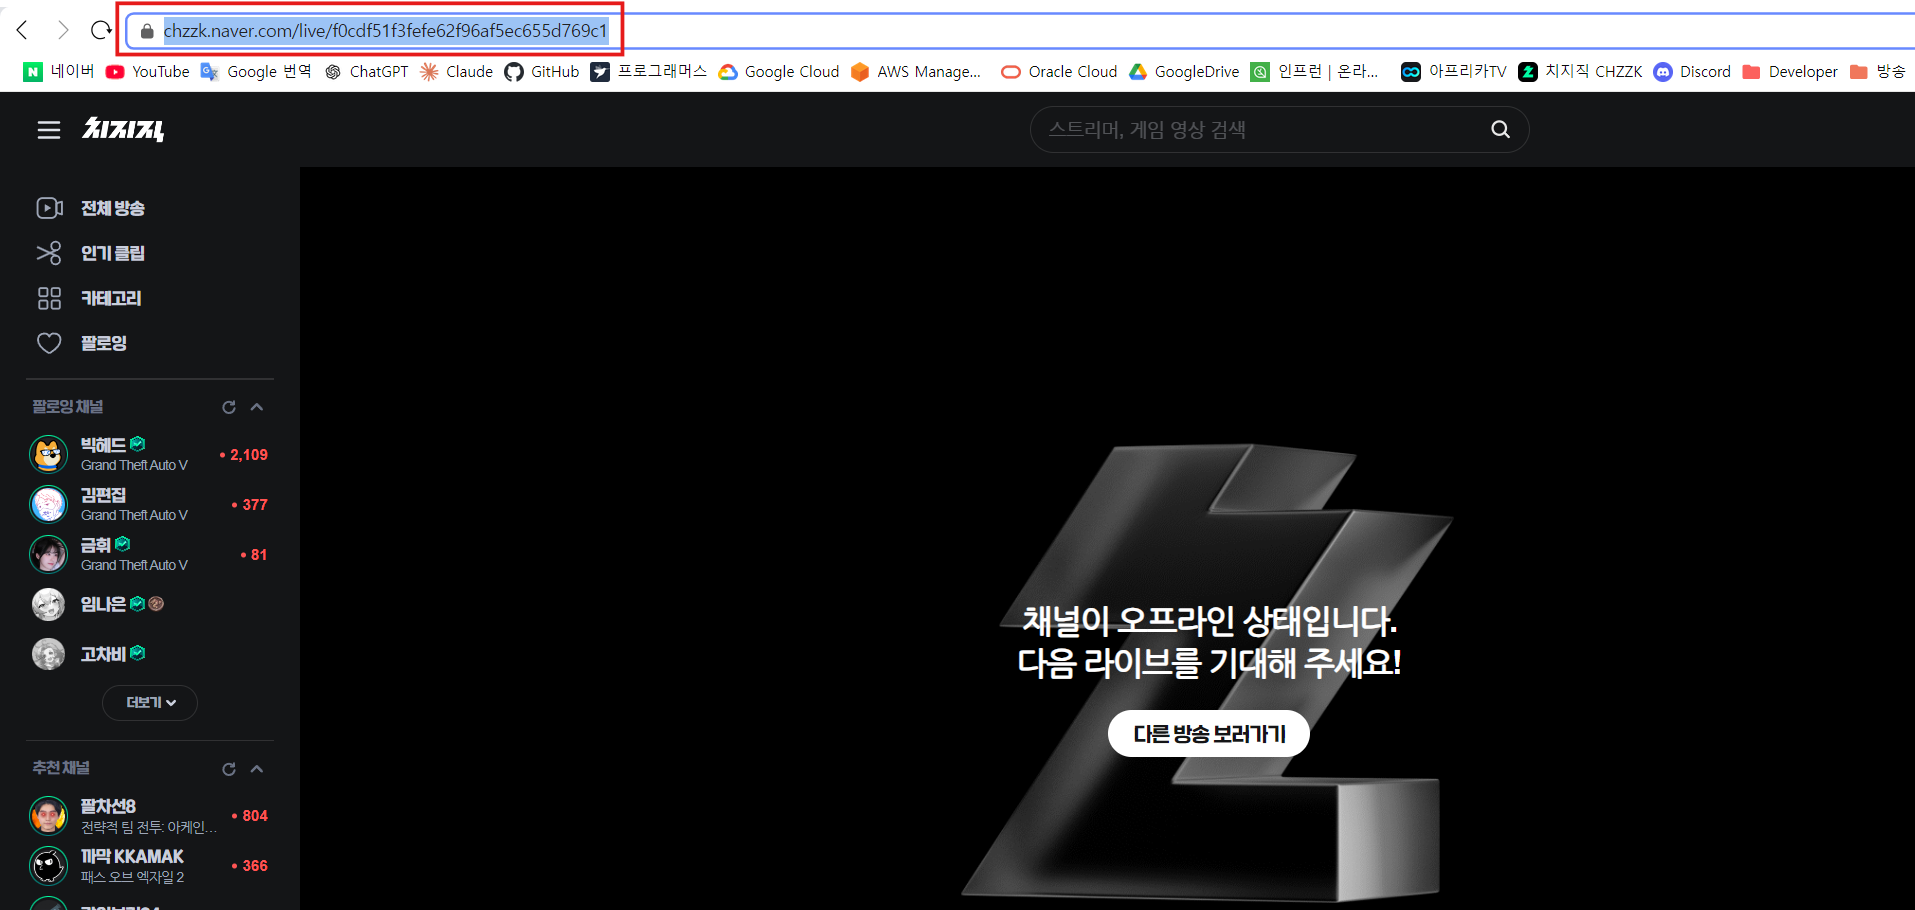 chzzk.naver.com/live/f0cdf51f3fefe62f96af5ec655d769c1
네이버 YouTube Google 번역 ChatGPT Claude GitHub 프로그래머스 Google Cloud AWS Manage... Oracle Cloud GoogleDrive 인프런 | 온라... 아프리카TV 치지직 CHZZK Discord Developer 방송
치지직
스트리머, 게임 영상 검색
전체 방송
인기 클립
카테고리
팔로잉
팔로잉 채널
빅헤드
Grand Theft Auto V
2,109
김편집
Grand Theft Auto V
377
금휘
Grand Theft Auto V
81
임나은
고차비
더보기
추천 채널
팔차선8
전략적 팀 전투: 아케인...
804
까막 KKAMAK
패스 오브 엑자일 2
366
채널이 오프라인 상태입니다.
다음 라이브를 기대해 주세요!
다른 방송 보러가기